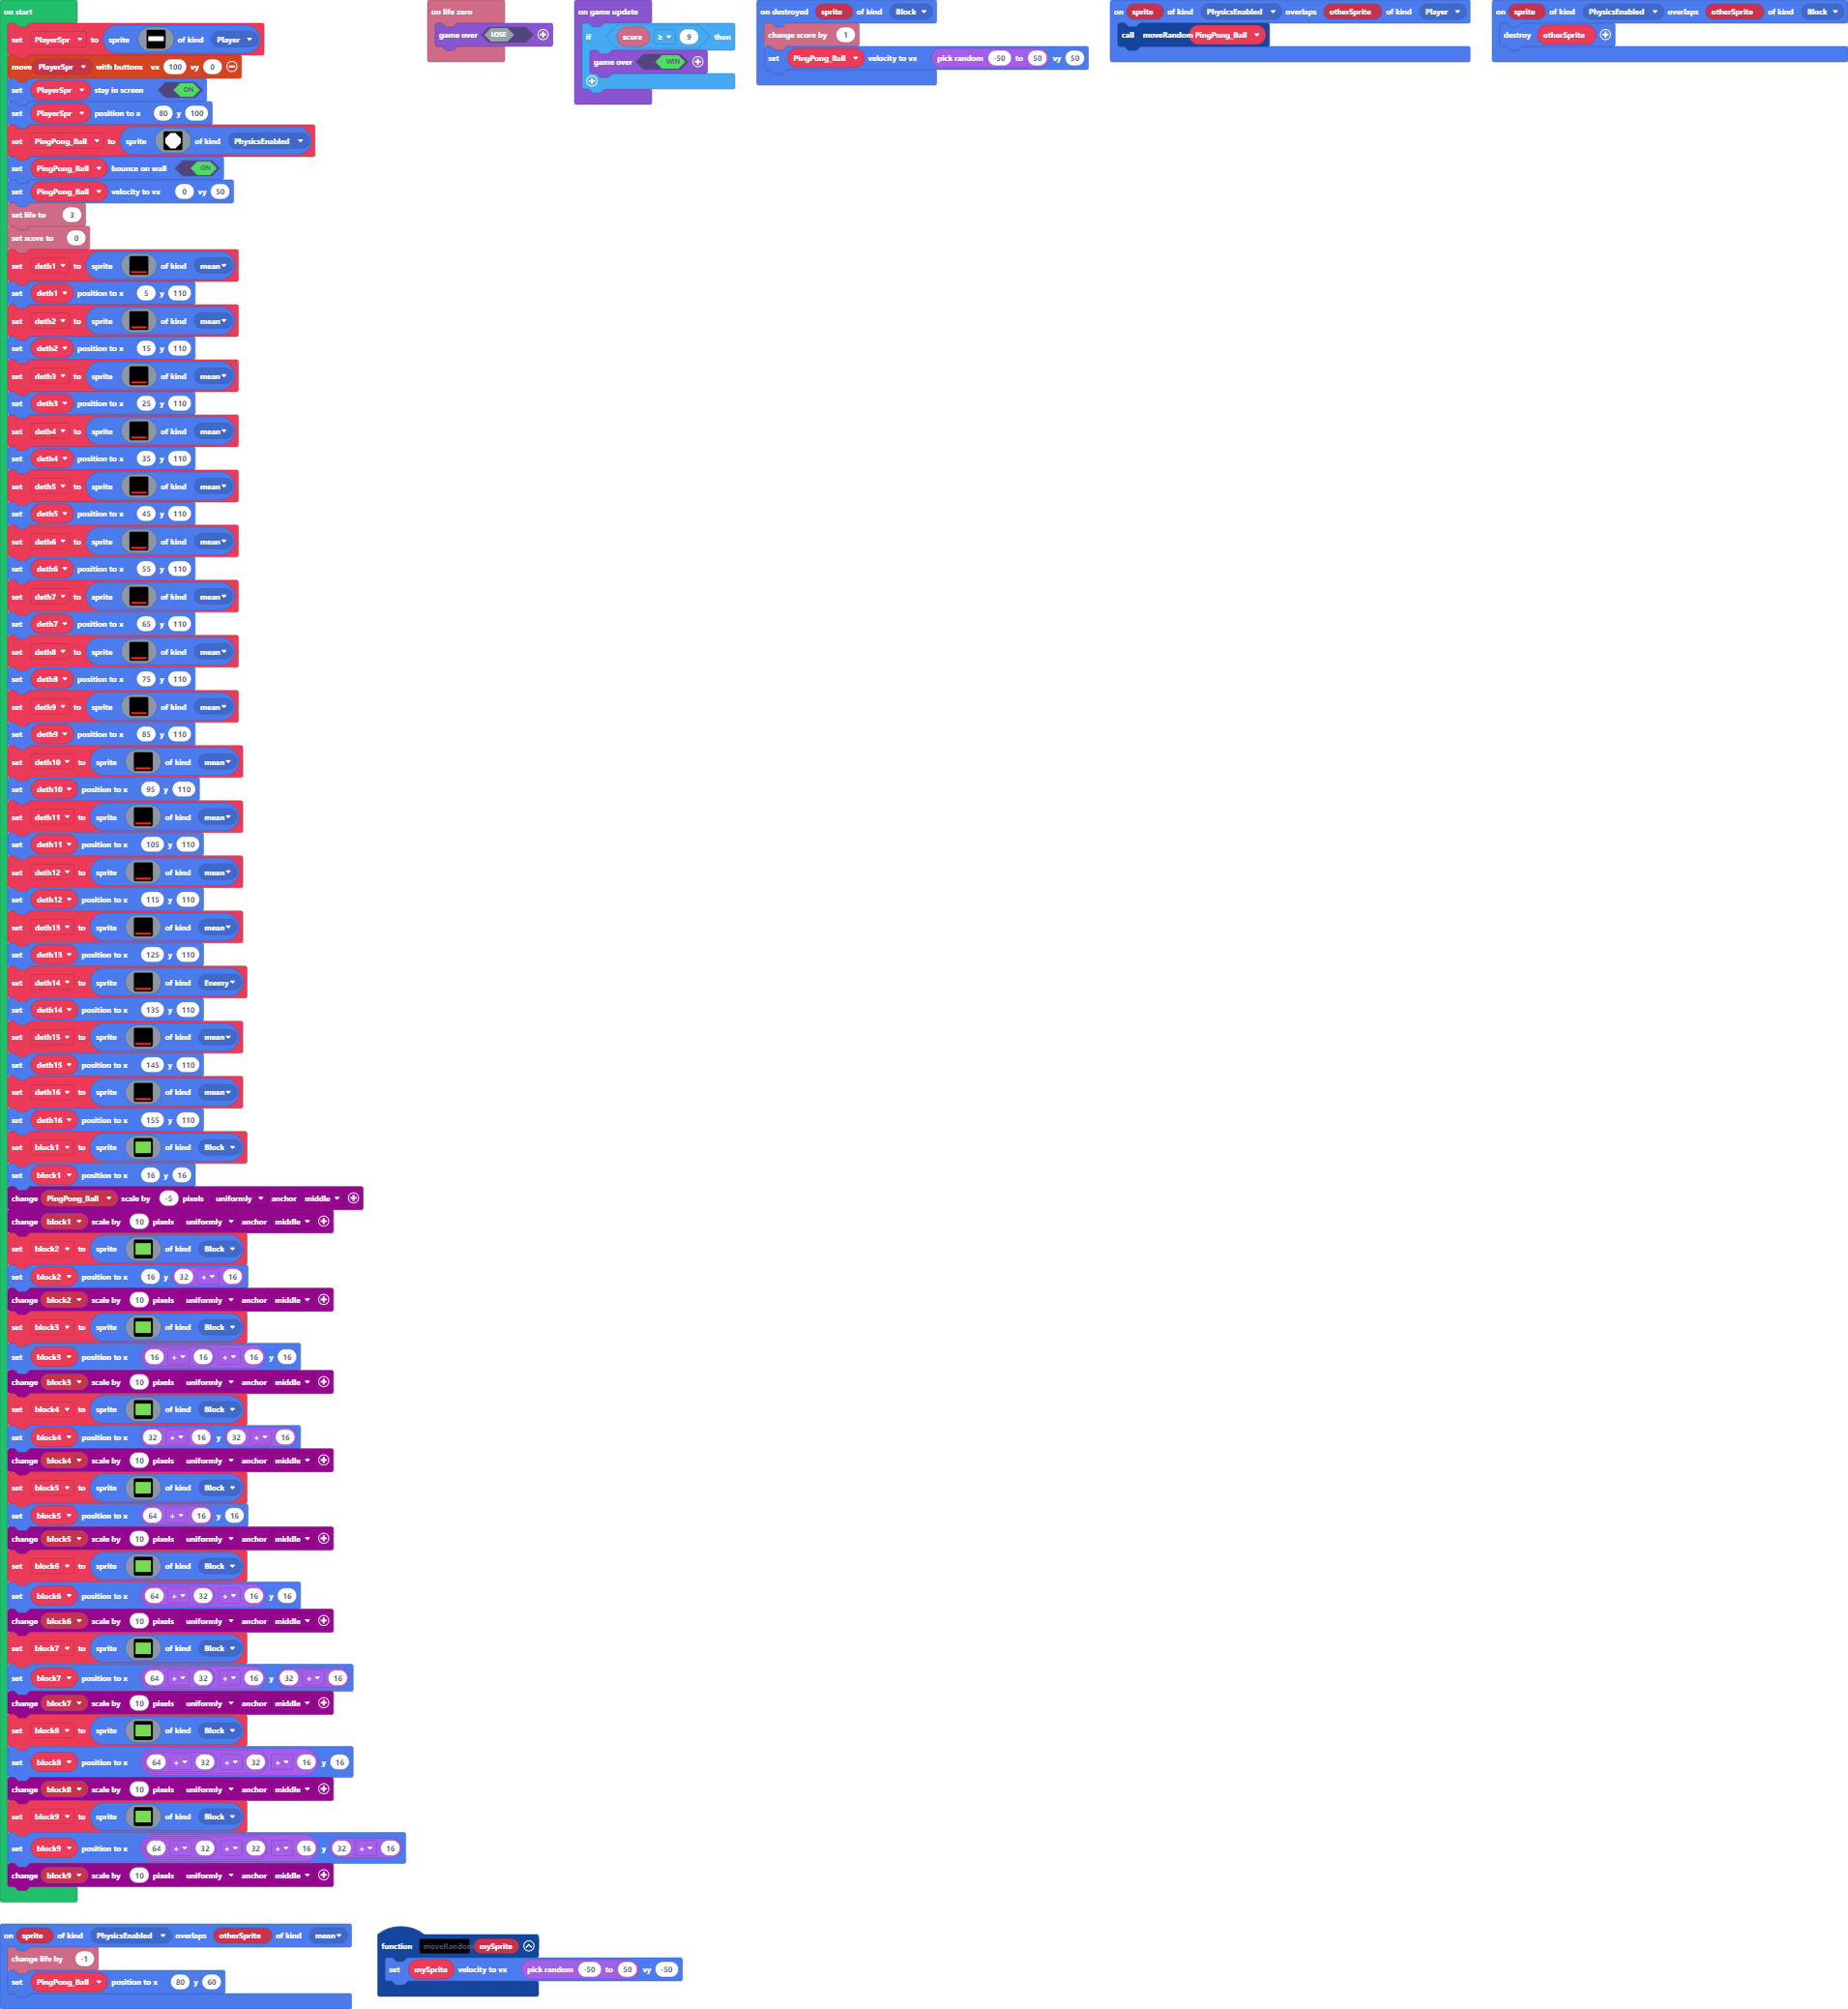 on start
set PlayerSpr to sprite of kind Player
move PlayerSpr with buttons vx 100 vy 0
set PlayerSpr stay in screen ON
set PlayerSpr position to x 80 y 100
set PingPong_Ball to sprite of kind PhysicsEnabled
set PingPong_Ball bounce on wall ON
set PingPong_Ball velocity to vx 0 vy 50
set life to 3
set score to 0
set deth1 to sprite of kind mean
set deth1 position to x 5 y 110
set deth2 to sprite of kind mean
set deth2 position to x 15 y 110
set deth3 to sprite of kind mean
set deth3 position to x 25 y 110
set deth4 to sprite of kind mean
set deth4 position to x 35 y 110
set deth5 to sprite of kind mean
set deth5 position to x 45 y 110
set deth6 to sprite of kind mean
set deth6 position to x 55 y 110
set deth7 to sprite of kind mean
set deth7 position to x 65 y 110
set deth8 to sprite of kind mean
set deth8 position to x 75 y 110
set deth9 to sprite of kind mean
set deth9 position to x 85 y 110
set deth10 to sprite of kind mean
set deth10 position to x 95 y 110
set deth11 to sprite of kind mean
set deth11 position to x 105 y 110
set deth12 to sprite of kind mean
set deth12 position to x 115 y 110
set deth13 to sprite of kind mean
set deth13 position to x 125 y 110
set deth14 to sprite of kind Enemy
set deth14 position to x 135 y 110
set deth15 to sprite of kind mean
set deth15 position to x 145 y 110
set deth16 to sprite of kind mean
set deth16 position to x 155 y 110
set block1 to sprite of kind Block
set block1 position to x 16 y 16
change PingPong_Ball scale by -5 pixels uniformly anchor middle
change block1 scale by 10 pixels uniformly anchor middle
set block2 to sprite of kind Block
set block2 position to x 16 y 32 + 16
change block2 scale by 10 pixels uniformly anchor middle
set block3 to sprite of kind Block
set block3 position to x 16 + 16 + 16 y 16
change block3 scale by 10 pixels uniformly anchor middle
set block4 to sprite of kind Block
set block4 position to x 32 + 16 y 32 + 16
change block4 scale by 10 pixels uniformly anchor middle
set block5 to sprite of kind Block
set block5 position to x 64 + 16 y 16
change block5 scale by 10 pixels uniformly anchor middle
set block6 to sprite of kind Block
set block6 position to x 64 + 32 + 16 y 16
change block6 scale by 10 pixels uniformly anchor middle
set block7 to sprite of kind Block
set block7 position to x 64 + 32 + 16 y 32 + 16
change block7 scale by 10 pixels uniformly anchor middle
set block8 to sprite of kind Block
set block8 position to x 64 + 32 + 32 + 16 y 16
change block8 scale by 10 pixels uniformly anchor middle
set block9 to sprite of kind Block
set block9 position to x 64 + 32 + 32 + 16 y 32 + 16
change block9 scale by 10 pixels uniformly anchor middle
on life zero
game over LOSE
on game update
if score ≥ 9 then
game over WIN
on destroyed sprite of kind Block
change score by 1
set PingPong_Ball velocity to vx pick random -50 to 50 vy 50
on sprite of kind PhysicsEnabled overlaps otherSprite of kind Player
call moveRandom PingPong_Ball
on sprite of kind PhysicsEnabled overlaps otherSprite of kind Block
destroy otherSprite
on sprite of kind PhysicsEnabled overlaps otherSprite of kind mean
change life by -1
set PingPong_Ball position to x 80 y 60
function moveRandom mySprite
set mySprite velocity to vx pick random -50 to 50 vy -50